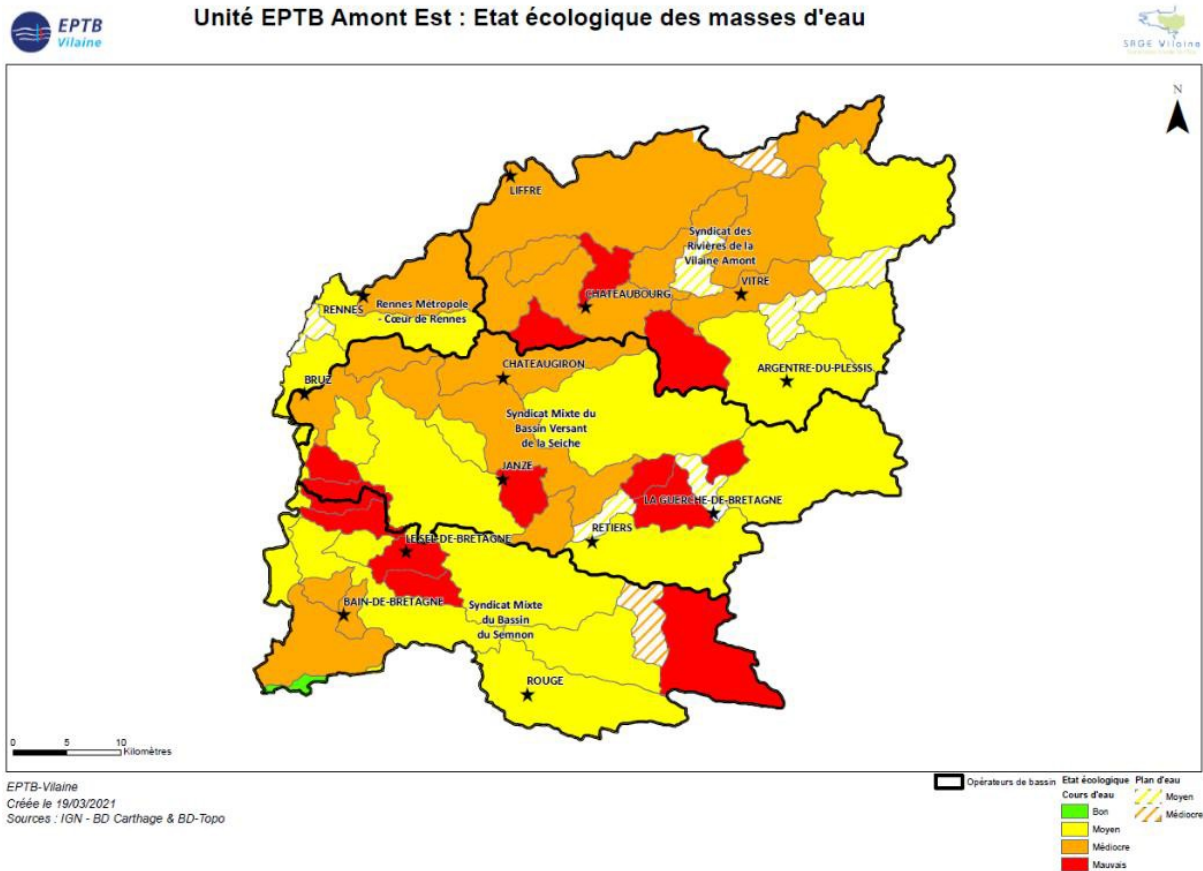 EPTB
Vilaine
Unité EPTB Amont Est : Etat écologique des masses d'eau
SAGE Vilaine
N
LIFFRE
Syndicat des
Rivières de la
Vilaine Amont
VITRE
CHATEAUBOURG
RENNES
Rennes Métropole
- Cœur de Rennes
CHATEAUGIRON
ARGENTRE-DU-PLESSIS
BRUZ
Syndicat Mixte du
Bassin Versant
de la Seiche
JANZE
LA GUERCHE-DE-BRETAGNE
RETIERS
LE SEL-DE-BRETAGNE
BAIN-DE-BRETAGNE
Syndicat Mixte
du Bassin
du Semnon
ROUGE
0 5 10
Kilomètres
EPTB-Vilaine
Créée le 19/03/2021
Sources : IGN - BD Carthage & BD-Topo
Opérateurs de bassin
Etat écologique
Cours d'eau
Bon
Moyen
Médiocre
Mauvais
Plan d'eau
Moyen
Médiocre